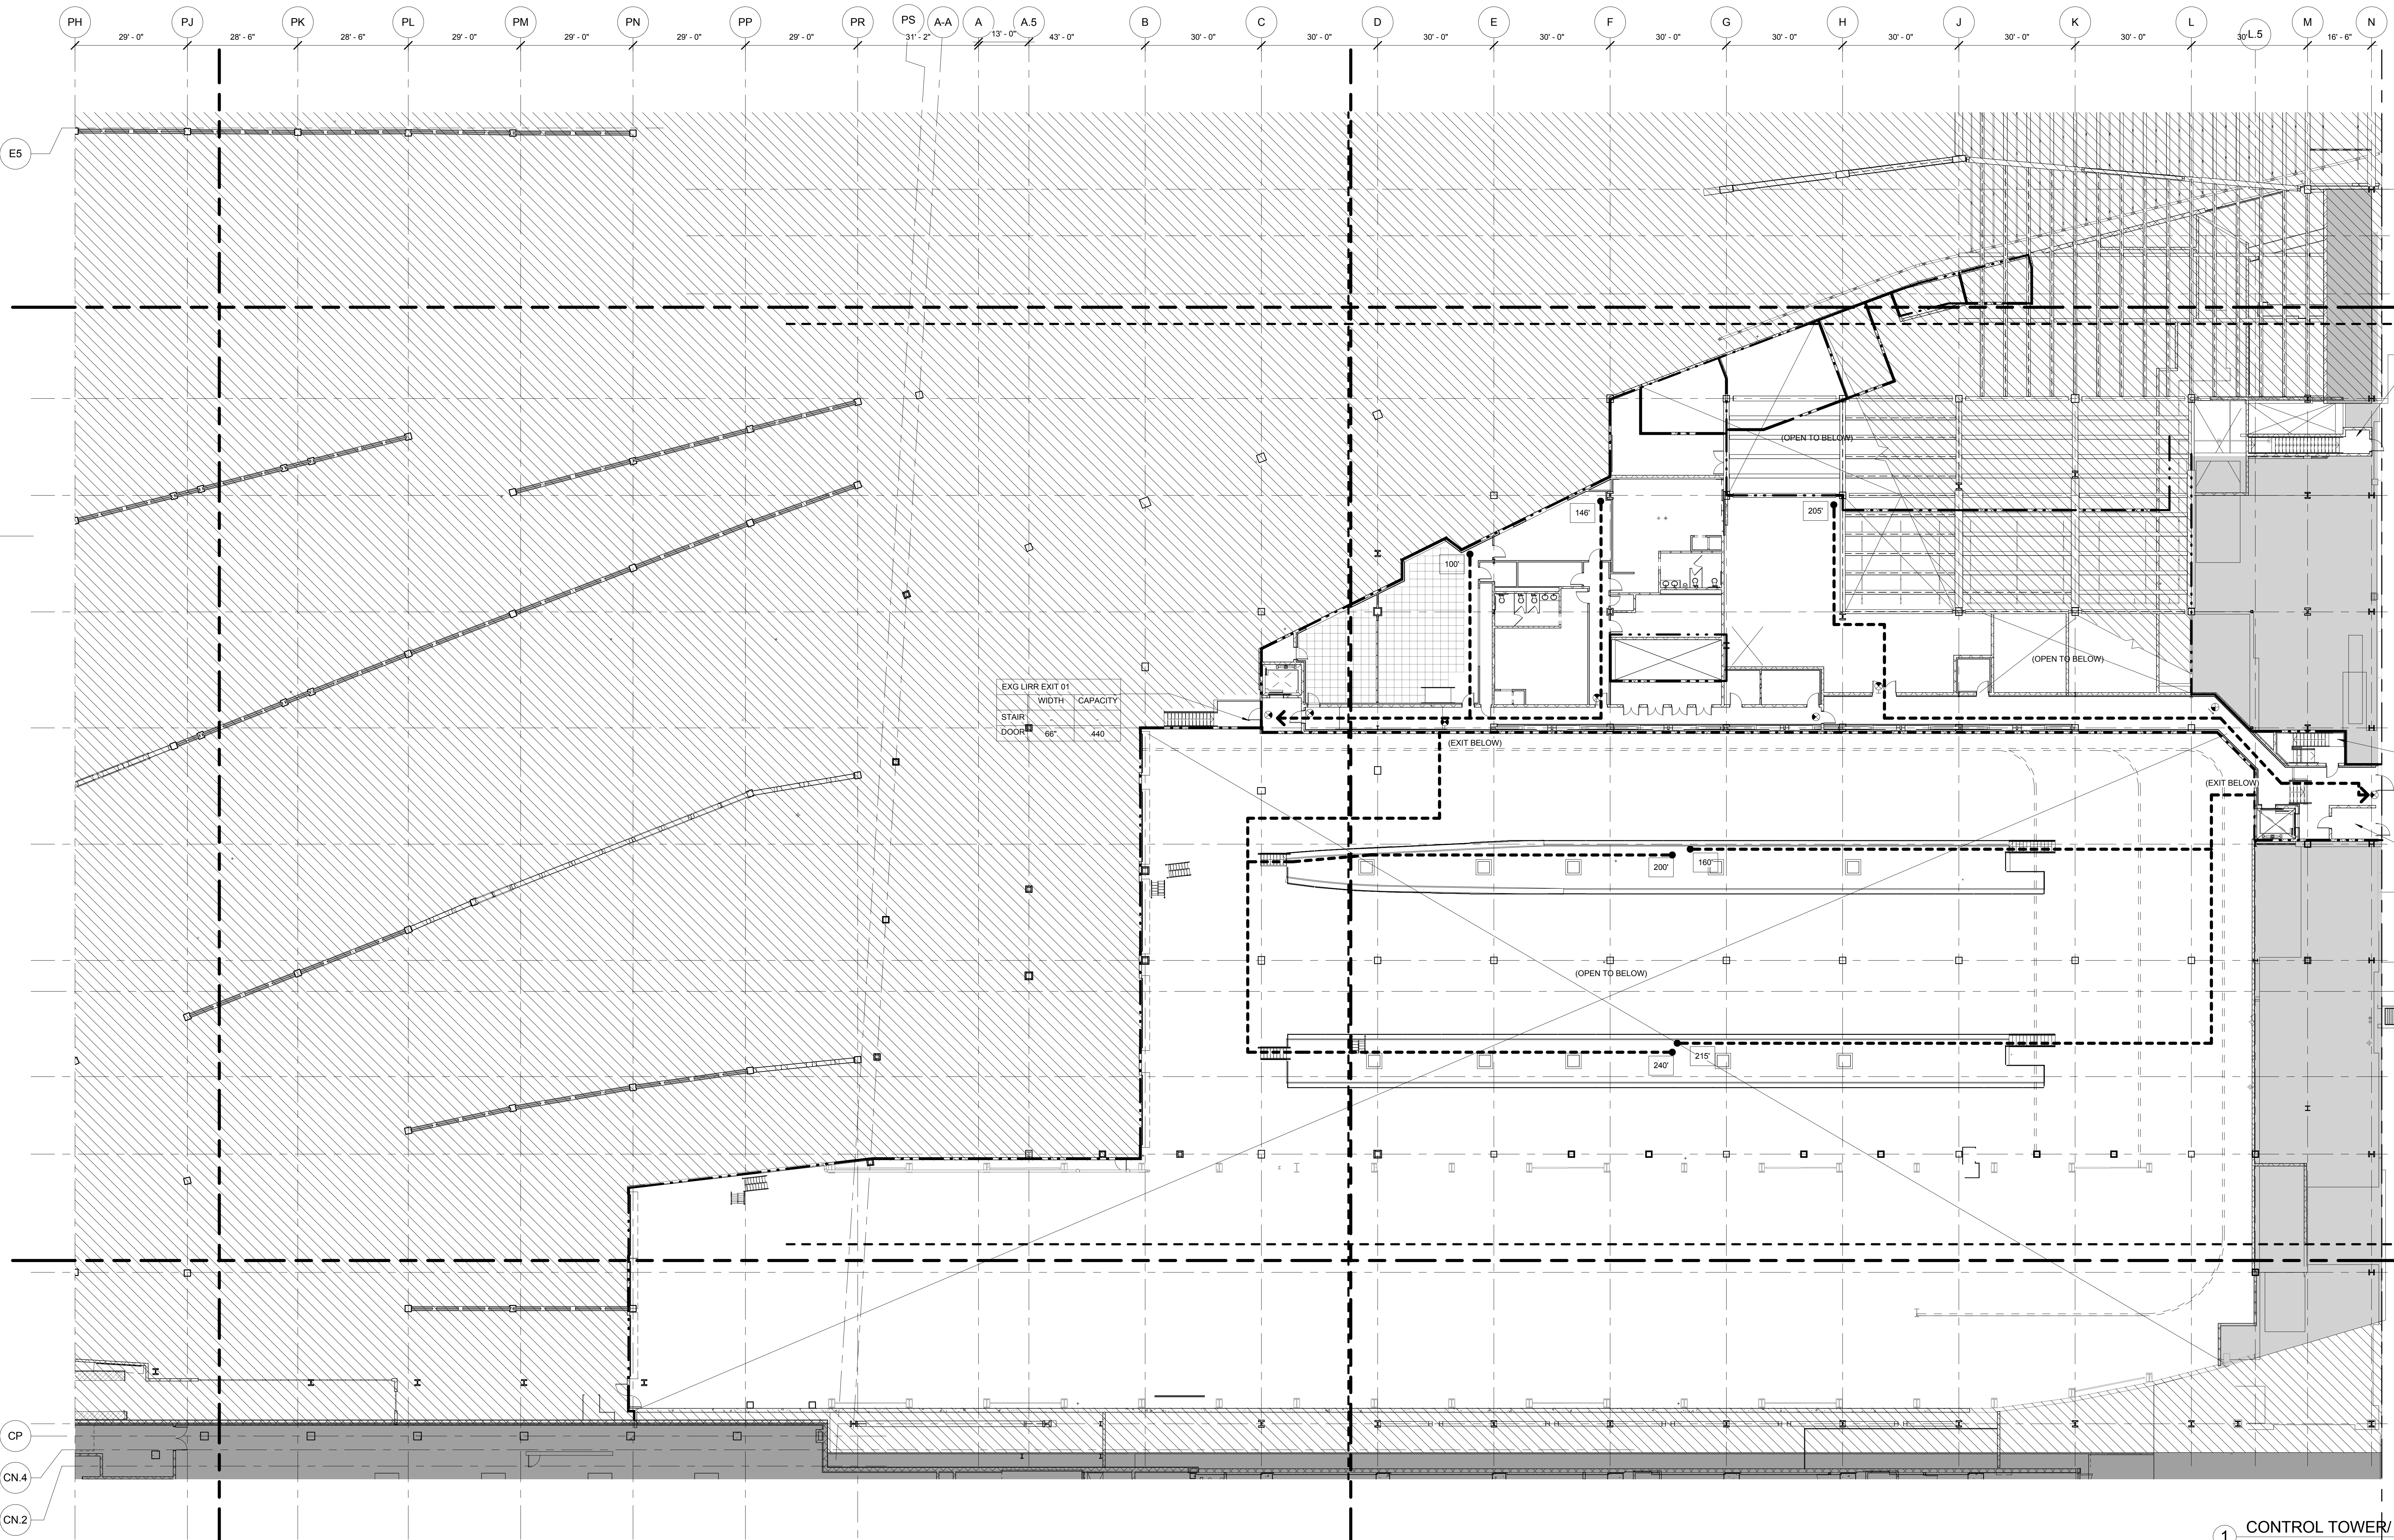 PH PJ PK PL PM PN PP PR PS A-A A A.5 B C D E F G H J K L L.5 M N
29' - 0" 28' - 6" 28' - 6" 29' - 0" 29' - 0" 29' - 0" 29' - 0" 31' - 2" 13' - 0" 43' - 0" 30' - 0" 30' - 0" 30' - 0" 30' - 0" 30' - 0" 30' - 0" 30' - 0" 30' - 0" 30' - 0" 30' 16' - 6"
E5
(OPEN TO BELOW)
146'
205'
100'
(OPEN TO BELOW)
EXG LIRR EXIT 01
WIDTH CAPACITY
STAIR - -
DOOR 66" 440
(EXIT BELOW)
(EXIT BELOW)
200'
160'
(OPEN TO BELOW)
215'
240'
CP
CN.4
CN.2
1 CONTROL TOWER/